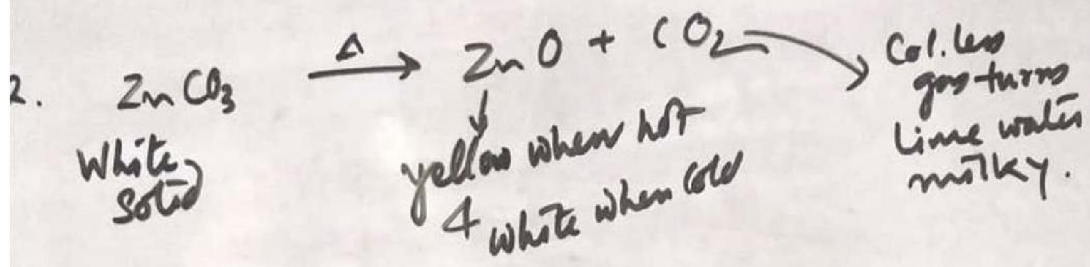 2. ZnCO3 Δ→ ZnO + CO2
White solid
yellow when hot
& white when cold
Col. less
gas turns
lime water
milky.